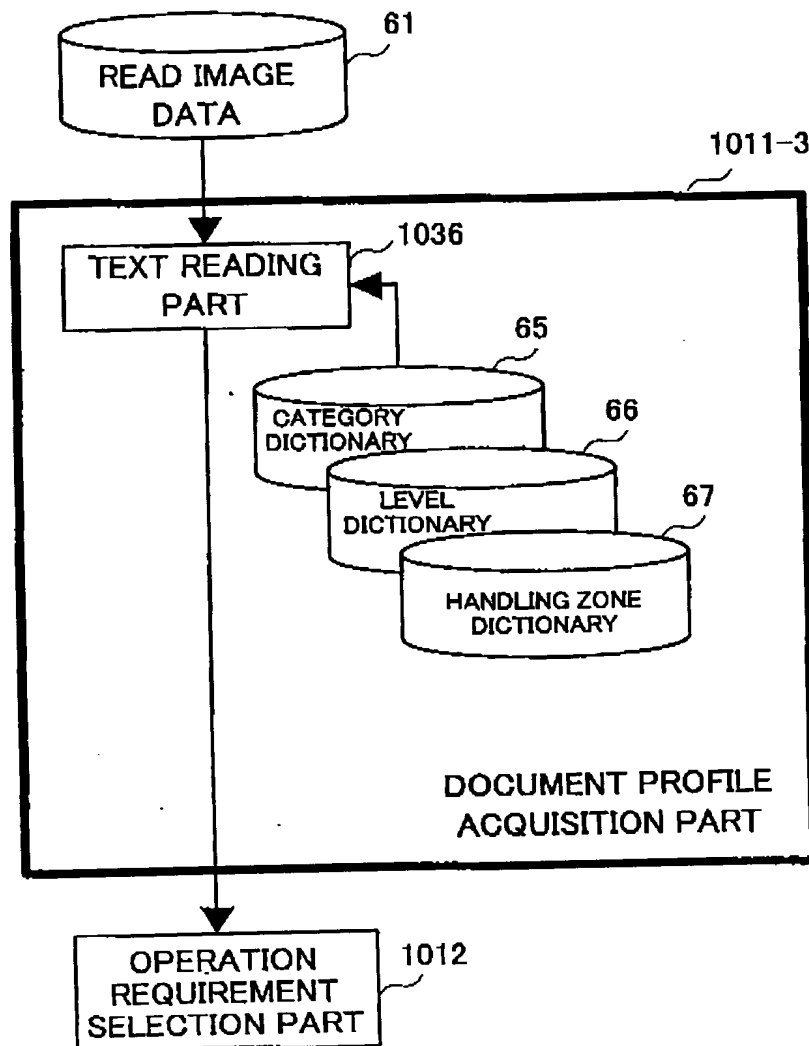 61
READ IMAGE
DATA
1011-3
1036
TEXT READING
PART
65
CATEGORY
DICTIONARY
66
LEVEL
DICTIONARY
67
HANDLING ZONE
DICTIONARY
DOCUMENT PROFILE
ACQUISITION PART
OPERATION
REQUIREMENT
SELECTION PART
1012